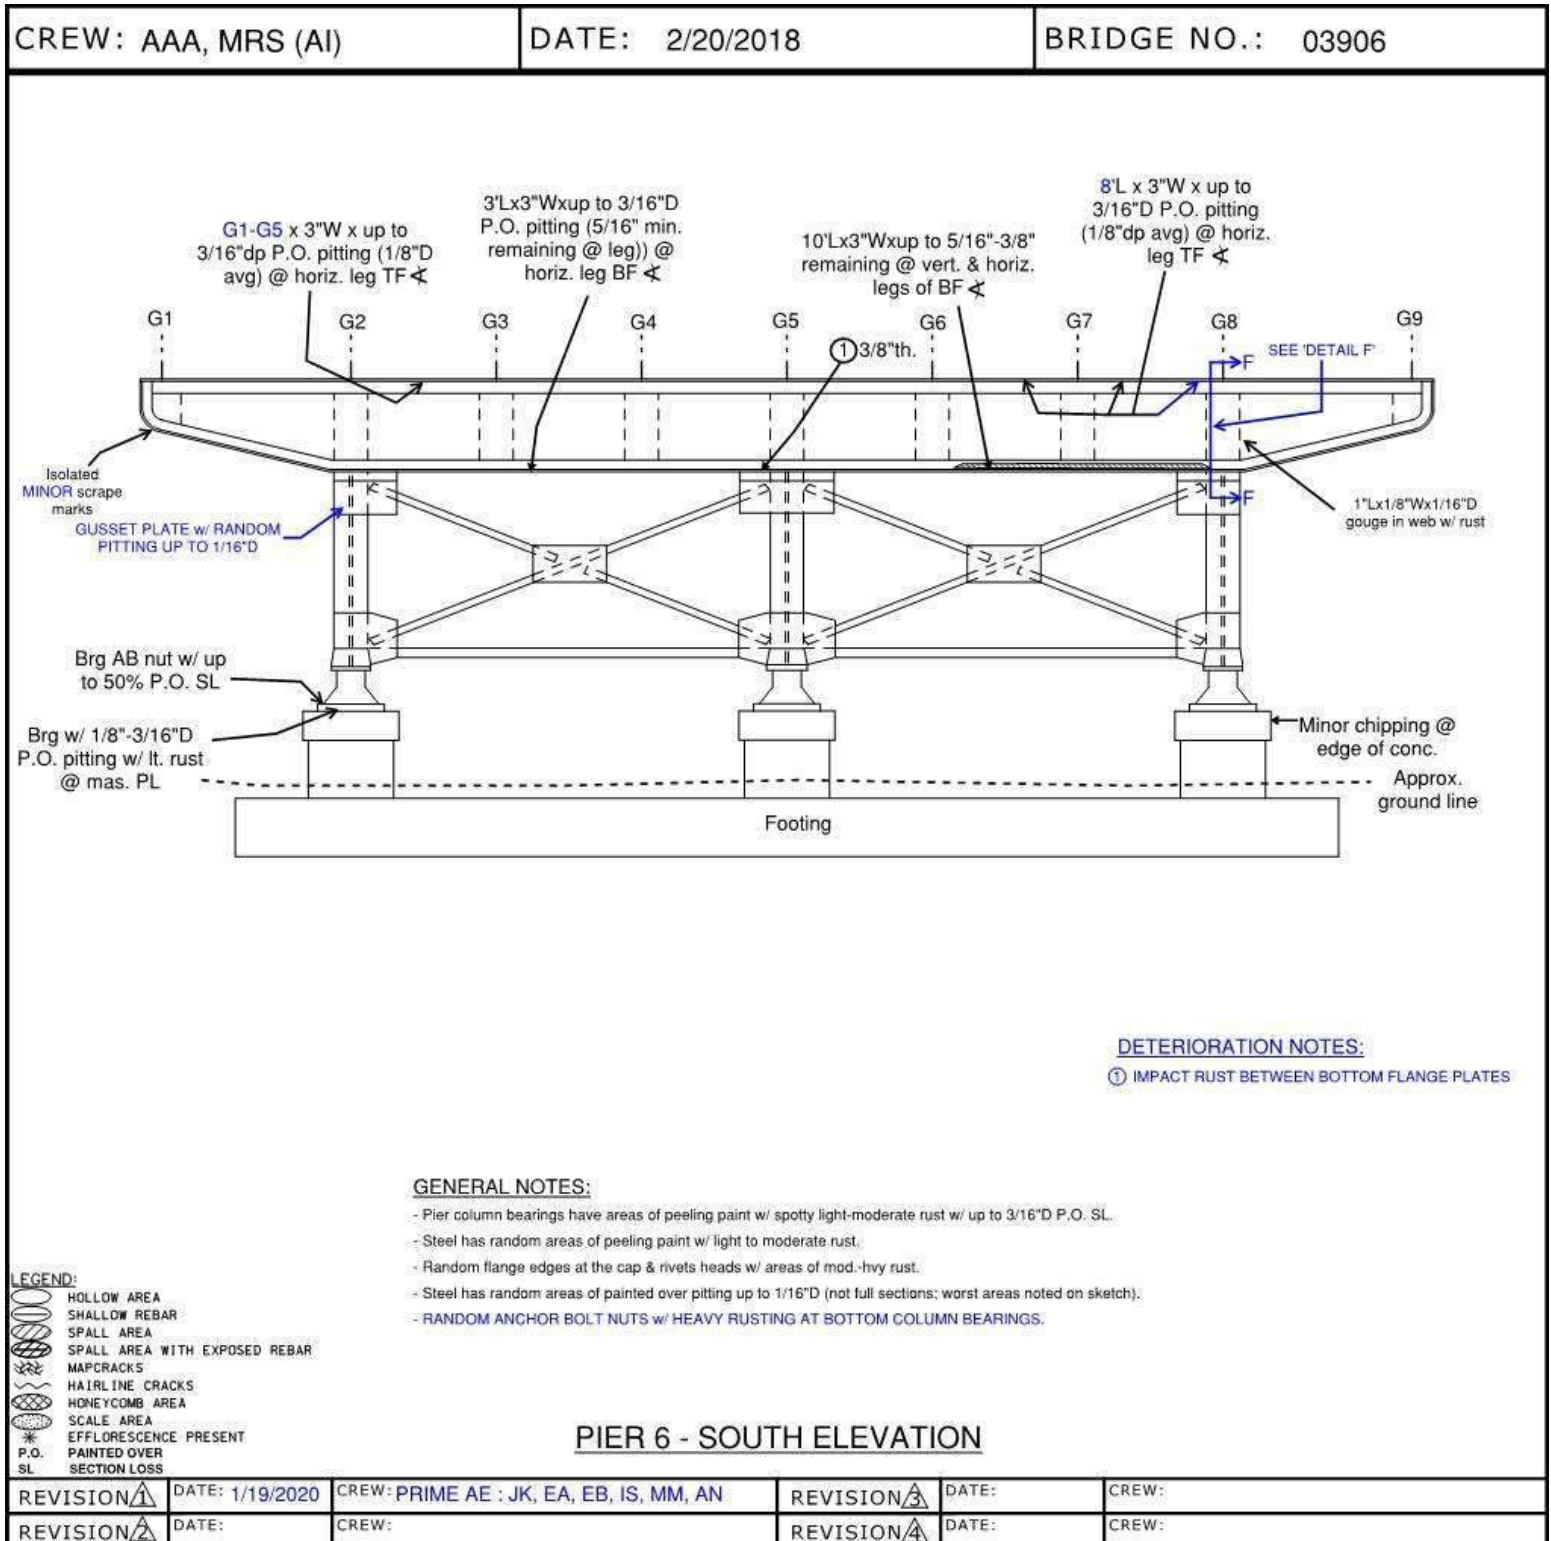 CREW: AAA, MRS (AI)
DATE: 2/20/2018
BRIDGE NO.: 03906
G1-G5 x 3"W x up to
3/16"dp P.O. pitting (1/8"D
avg) @ horiz. leg TF ∢
3'Lx3"Wxup to 3/16"D
P.O. pitting (5/16" min.
remaining @ leg)) @
horiz. leg BF ∢
10'Lx3"Wxup to 5/16"-3/8"
remaining @ vert. & horiz.
legs of BF ∢
8'L x 3"W x up to
3/16"D P.O. pitting
(1/8"dp avg) @ horiz.
leg TF ∢
G1
G2
G3
G4
G5
G6
G7
G8
G9
① 3/8"th.
F
SEE 'DETAIL F'
F
Isolated
MINOR scrape
marks
GUSSET PLATE w/ RANDOM
PITTING UP TO 1/16"D
1"Lx1/8"Wx1/16"D
gouge in web w/ rust
Brg AB nut w/ up
to 50% P.O. SL
Brg w/ 1/8"-3/16"D
P.O. pitting w/ lt. rust
@ mas. PL
Minor chipping @
edge of conc.
Approx.
ground line
Footing
DETERIORATION NOTES:
① IMPACT RUST BETWEEN BOTTOM FLANGE PLATES
GENERAL NOTES:
- Pier column bearings have areas of peeling paint w/ spotty light-moderate rust w/ up to 3/16"D P.O. SL.
- Steel has random areas of peeling paint w/ light to moderate rust.
- Random flange edges at the cap & rivets heads w/ areas of mod.-hvy rust.
- Steel has random areas of painted over pitting up to 1/16"D (not full sections; worst areas noted on sketch).
- RANDOM ANCHOR BOLT NUTS w/ HEAVY RUSTING AT BOTTOM COLUMN BEARINGS.
LEGEND:
HOLLOW AREA
SHALLOW REBAR
SPALL AREA
SPALL AREA WITH EXPOSED REBAR
MAPCRACKS
HAIRLINE CRACKS
HONEYCOMB AREA
SCALE AREA
EFFLORESCENCE PRESENT
P.O. PAINTED OVER
SL SECTION LOSS
PIER 6 - SOUTH ELEVATION
REVISION 1 DATE: 1/19/2020 CREW: PRIME AE : JK, EA, EB, IS, MM, AN
REVISION 3 DATE: CREW:
REVISION 2 DATE: CREW:
REVISION 4 DATE: CREW: